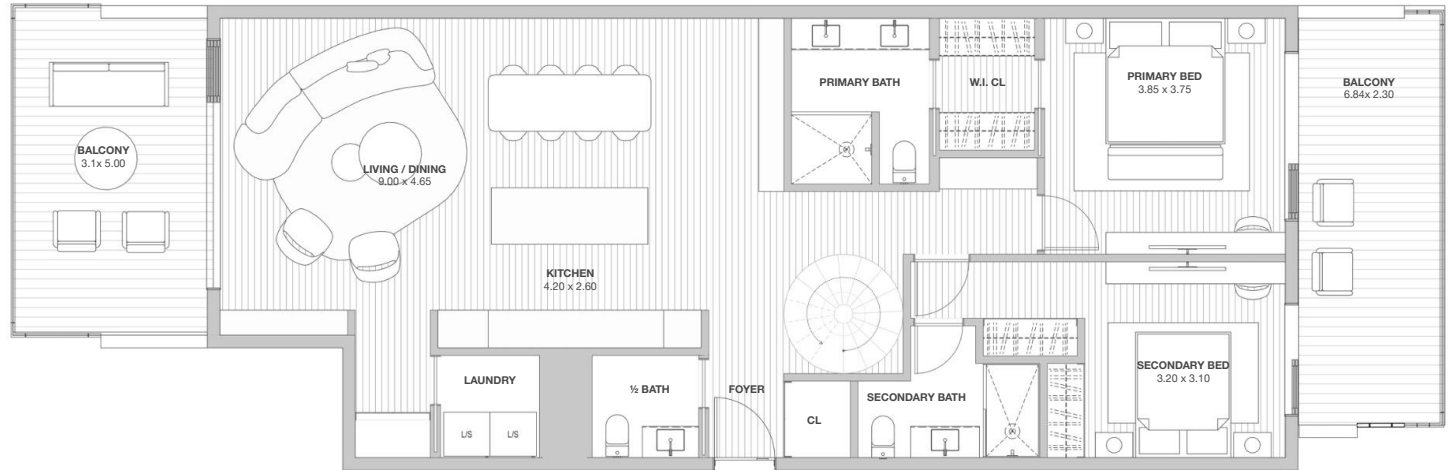 PRIMARY BATH
W.I. CL
PRIMARY BED
3.85 x 3.75
BALCONY
6.84x 2.30
BALCONY
3.1x 5.00
LIVING / DINING
9.00 x 4.65
KITCHEN
4.20 x 2.60
LAUNDRY
L/S
L/S
½ BATH
FOYER
CL
SECONDARY BATH
SECONDARY BED
3.20 x 3.10